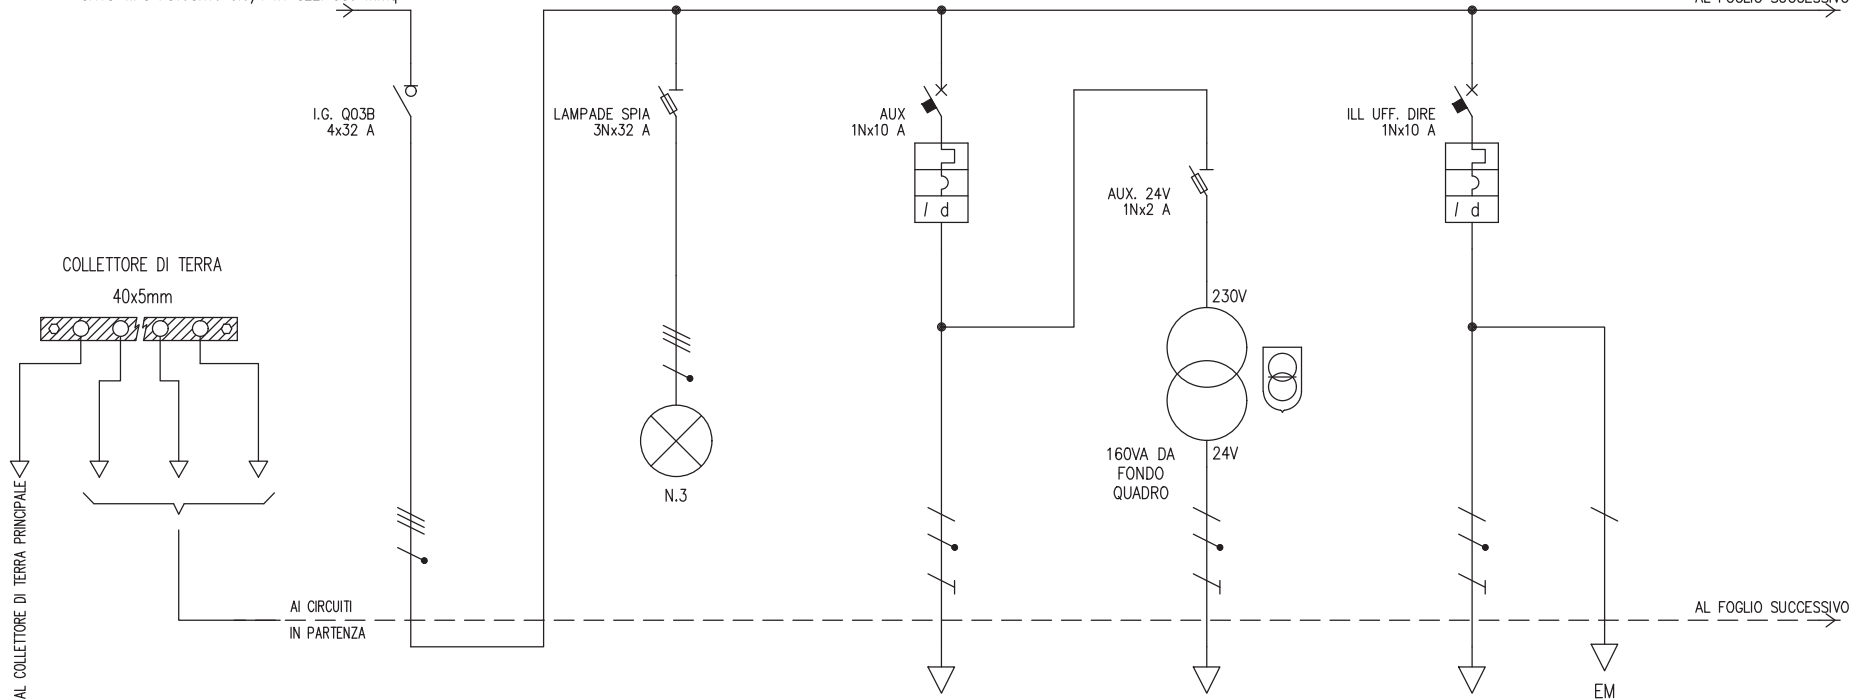 AL FOGLIO SUCCESSIVO
I.G. Q03B
4x32 A
LAMPADE SPIA
3Nx32 A
AUX
1Nx10 A
ILL UFF. DIRE
1Nx10 A
I d
AUX. 24V
1Nx2 A
I d
COLLETTORE DI TERRA
40x5mm
230V
24V
160VA DA
FONDO
QUADRO
N.3
AL COLLETTORE DI TERRA PRINCIPALE
AI CIRCUITI
IN PARTENZA
AL FOGLIO SUCCESSIVO
EM